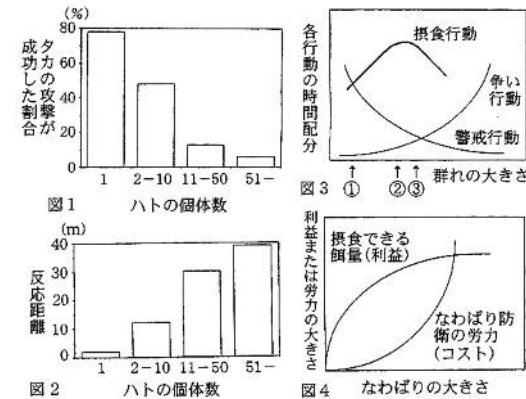 (%)
80
60
40
20
0
タカの攻撃が
成功した割合
1
2-10
11-50
51-
図1
ハトの個体数
(m)
40
30
20
10
0
反応距離
1
2-10
11-50
51-
図2
ハトの個体数
各行動の時間配分
摂食行動
争い
行動
警戒行動
図3
①
②
③
群れの大きさ
利益または労力の大きさ
摂食できる
餌量(利益)
なわばり防
衛の労力
(コスト)
図4
なわばりの大きさ